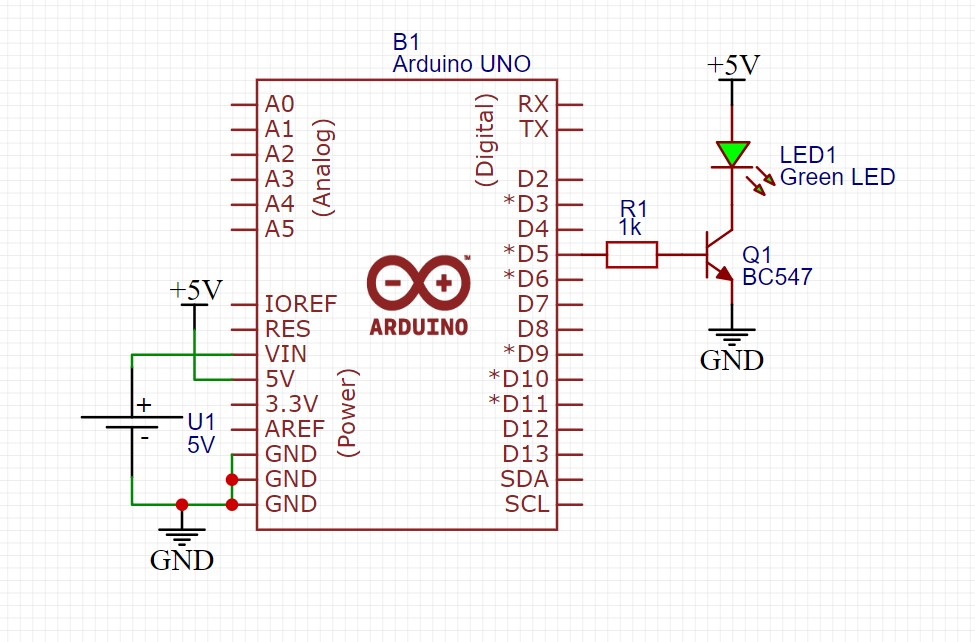 B1
Arduino UNO
A0
A1
A2
A3
A4
A5
(Analog)
IOREF
RES
VIN
5V
3.3V
AREF
GND
GND
GND
(Power)
(Digital)
RX
TX
D2
*D3
D4
*D5
*D6
D7
D8
*D9
*D10
*D11
D12
D13
SDA
SCL
ARDUINO
TM
+5V
+
-
U1
5V
GND
R1
1k
+5V
LED1
Green LED
Q1
BC547
GND